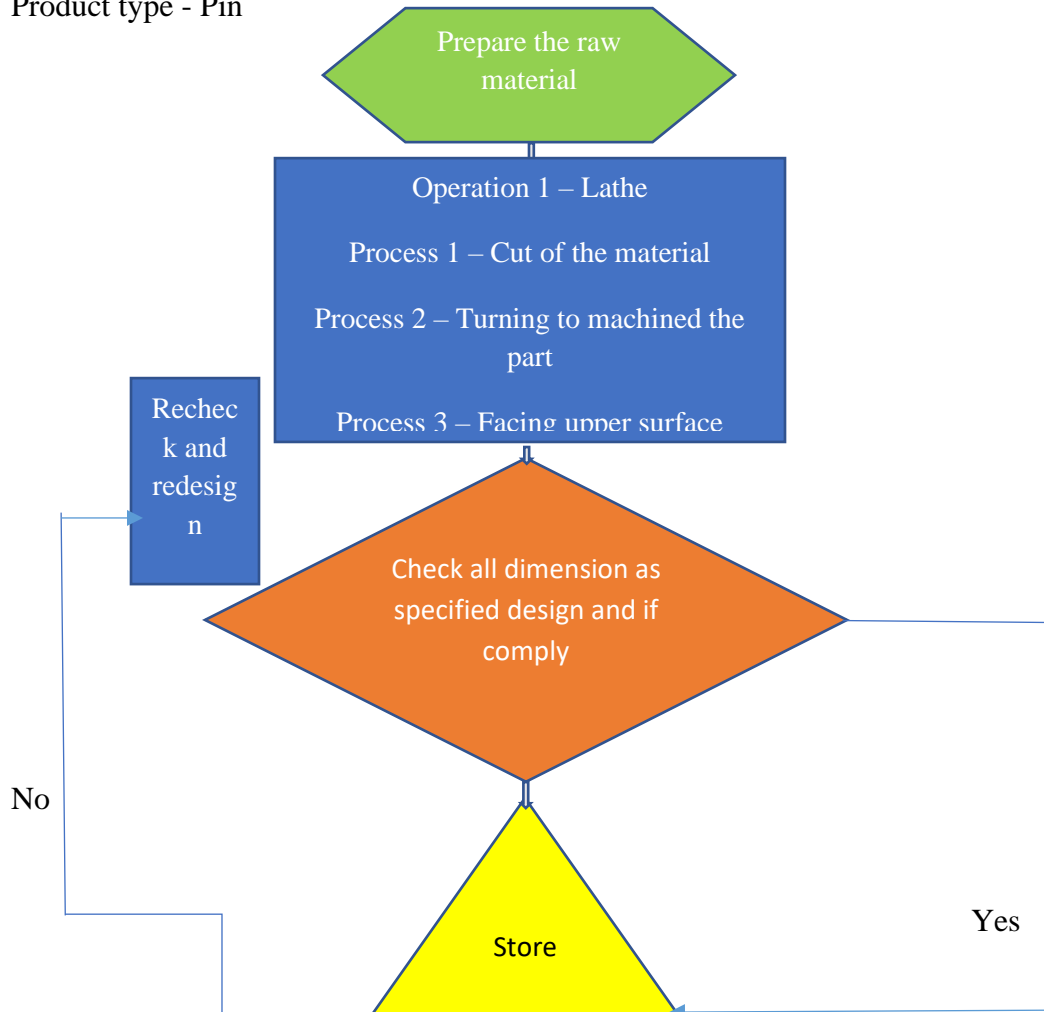 Product type - Pin
Prepare the raw
material
Operation 1 – Lathe
Process 1 – Cut of the material
Process 2 – Turning to machined the
part
Process 3 – Facing upper surface
Rechec
k and
redesig
n
Check all dimension as
specified design and if
comply
No
Yes
Store